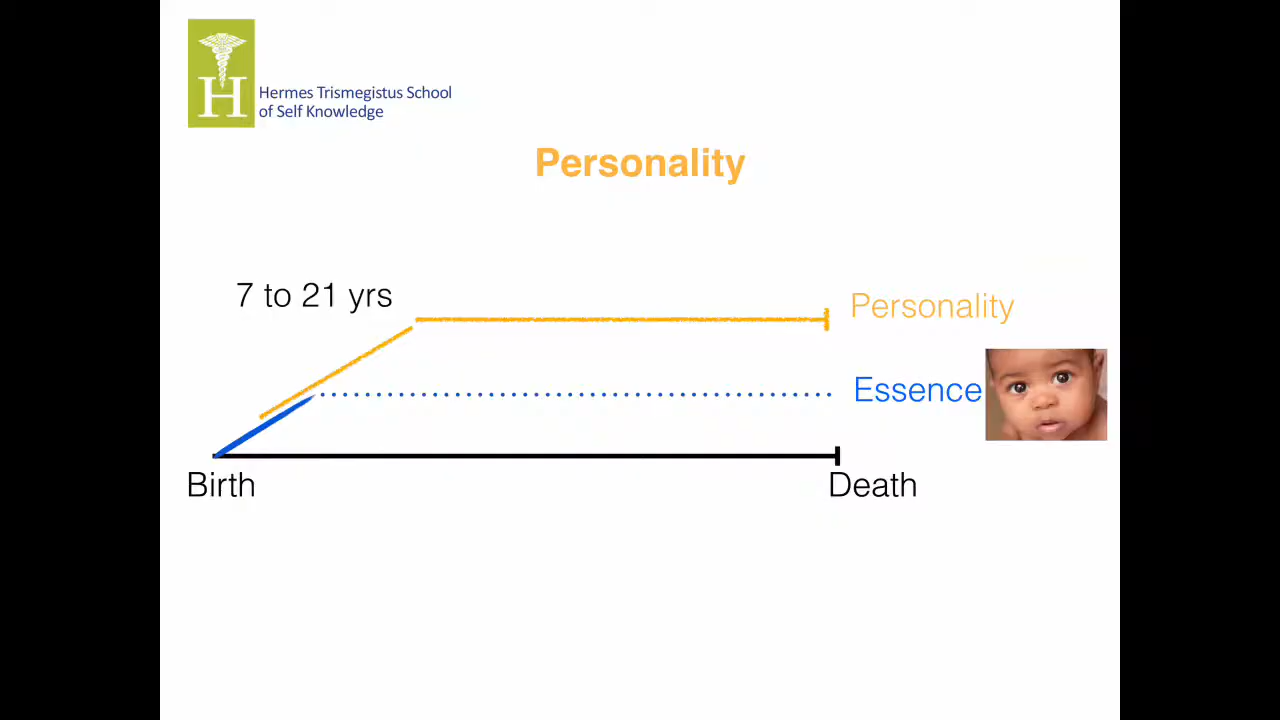 H
Hermes Trismegistus School
of Self Knowledge
Personality
7 to 21 yrs
Personality
Essence
Birth
Death